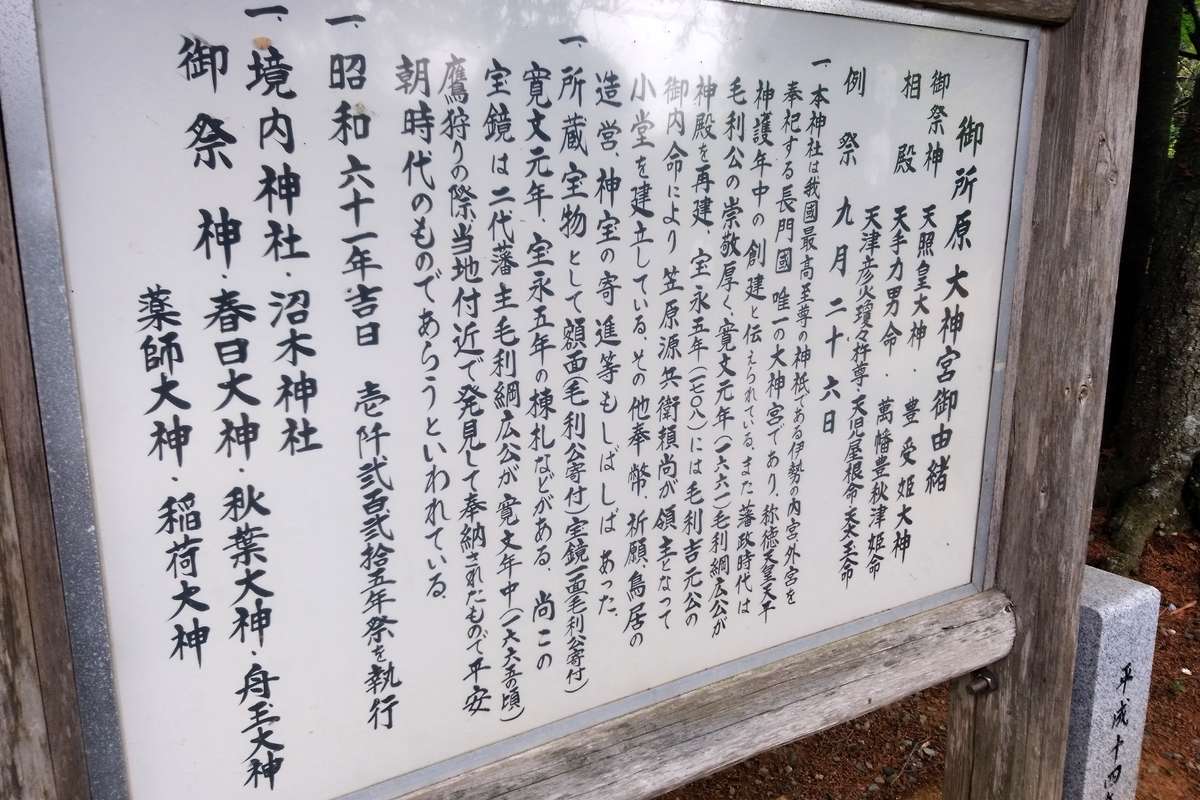 御所原大神宮御由緒
御祭神 天照皇大神・豊受姫大神
相殿 天手力男命・萬幡豊秋津姫命
天津彦火瓊々杵尊・天児屋根命・天太玉命
例祭 九月二十六日
一 本神社は我國最高至尊の神祇である伊勢の内宮外宮を
奉祀する長門國唯一の大神宮であり、称徳天皇天平
神護年中の創建と伝えられている。また藩政時代は
毛利公の崇敬厚く、寛文元年(一六六一)毛利綱広公が
神殿を再建、宝永五年(一七〇八)には毛利吉元公の
御内命により笠原源兵衛頼尚が領主となって
小堂を建立している。その他奉幣、祈願、鳥居の
造営、神宝の寄進等もしばしばあった。
一、所蔵宝物として額面毛利公寄付)宝鏡一面毛利公寄付)
寛文元年、宝永五年の棟札などがある。尚この
宝鏡は二代藩主毛利綱広公が寛文年中(一六六五の頃)
鷹狩りの際当地付近で発見して奉納されたもので平安
朝時代のものであらうといわれている。
一、昭和六十一年吉日 壱阡弐百弐拾五年祭を執行
一、境内神社・沼木神社
御祭神・春日大神・秋葉大神・舟玉大神
薬師大神・稲荷大神
平成十四